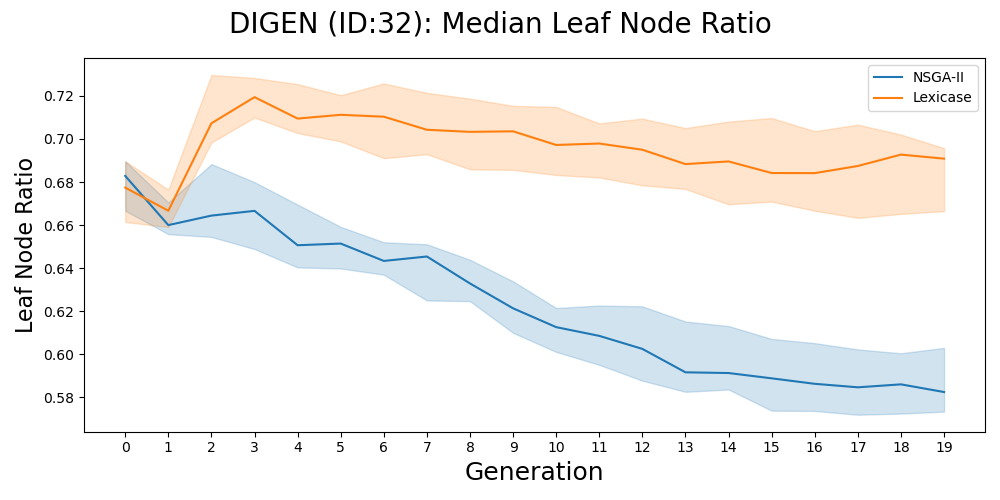 DIGEN (ID:32): Median Leaf Node Ratio
NSGA-II
Lexicase
Leaf Node Ratio
0.72
0.70
0.68
0.66
0.64
0.62
0.60
0.58
0 1 2 3 4 5 6 7 8 9 10 11 12 13 14 15 16 17 18 19
Generation